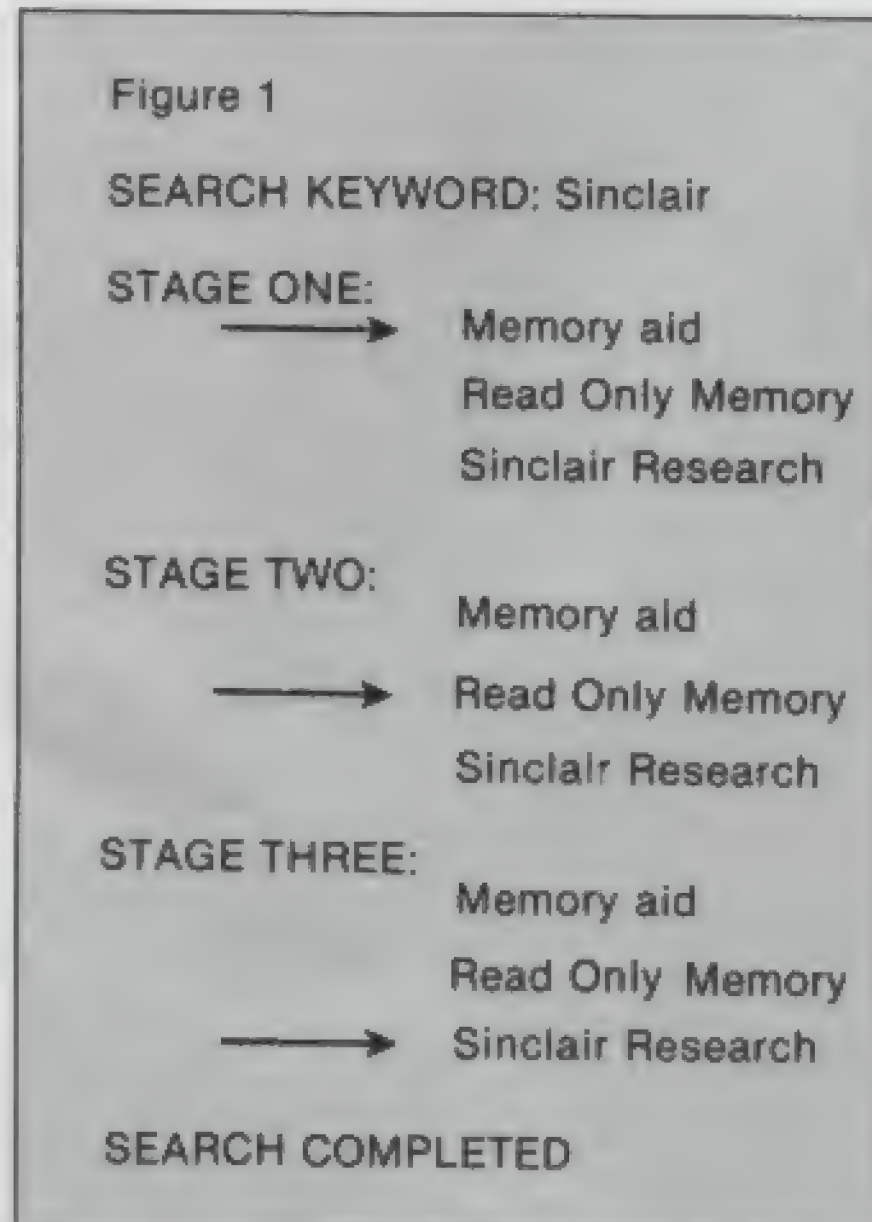 Figure 1
SEARCH KEYWORD: Sinclair
STAGE ONE:
Memory aid
Read Only Memory
Sinclair Research
STAGE TWO:
Memory aid
Read Only Memory
Sinclair Research
STAGE THREE:
Memory aid
Read Only Memory
Sinclair Research
SEARCH COMPLETED